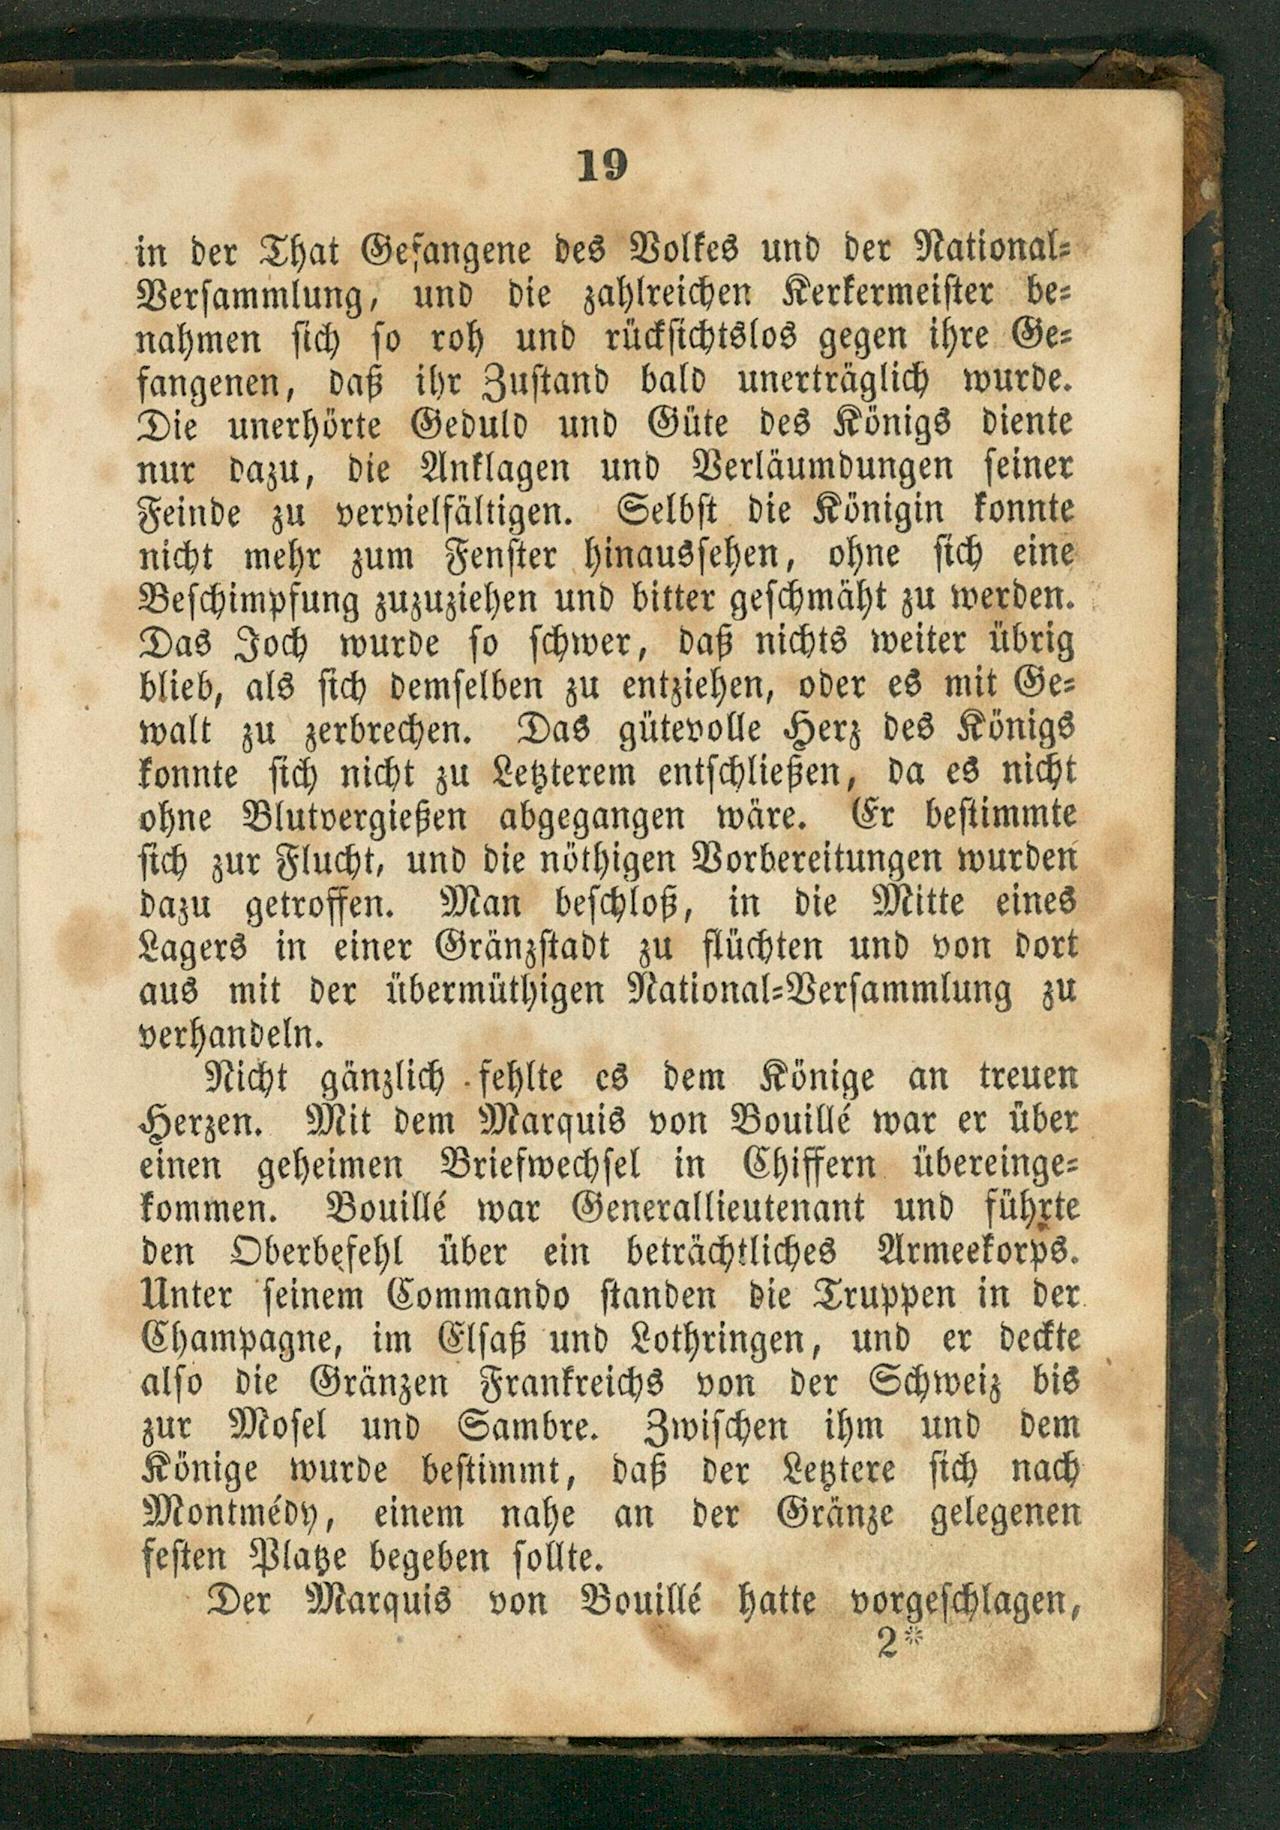 19
in der That Gefangene des Volkes und der National-
Versammlung, und die zahlreichen Kerkermeister be-
nahmen sich so roh und rücksichtslos gegen ihre Ge-
fangenen, daß ihr Zustand bald unerträglich wurde.
Die unerhörte Geduld und Güte des Königs diente
nur dazu, die Anklagen und Verläumdungen seiner
Feinde zu vervielfältigen. Selbst die Königin konnte
nicht mehr zum Fenster hinaussehen, ohne sich eine
Beschimpfung zuzuziehen und bitter geschmäht zu werden.
Das Joch wurde so schwer, daß nichts weiter übrig
blieb, als sich demselben zu entziehen, oder es mit Ge-
walt zu zerbrechen. Das gütevolle Herz des Königs
konnte sich nicht zu Letzterem entschließen, da es nicht
ohne Blutvergießen abgegangen wäre. Er bestimmte
sich zur Flucht, und die nöthigen Vorbereitungen wurden
dazu getroffen. Man beschloß, in die Mitte eines
Lagers in einer Gränzstadt zu flüchten und von dort
aus mit der übermüthigen National-Versammlung zu
verhandeln.
Nicht gänzlich fehlte es dem Könige an treuen
Herzen. Mit dem Marquis von Bouillé war er über
einen geheimen Briefwechsel in Chiffern übereinge-
kommen. Bouillé war Generallieutenant und führte
den Oberbefehl über ein beträchtliches Armeekorps.
Unter seinem Commando standen die Truppen in der
Champagne, im Elsaß und Lothringen, und er deckte
also die Gränzen Frankreichs von der Schweiz bis
zur Mosel und Sambre. Zwischen ihm und dem
Könige wurde bestimmt, daß der Letztere sich nach
Montmédy, einem nahe an der Gränze gelegenen
festen Platze begeben sollte.
Der Marquis von Bouillé hatte vorgeschlagen,
2*